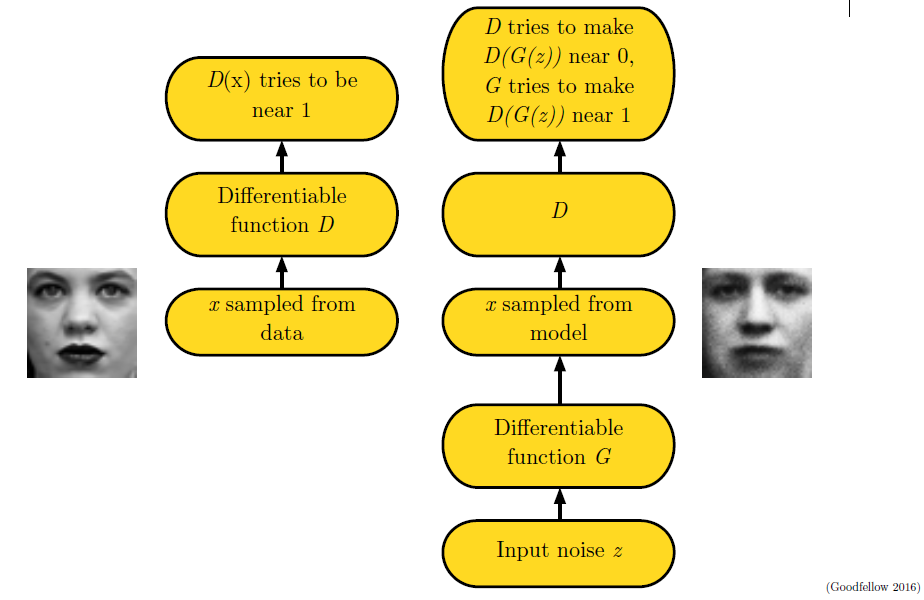 D(x) tries to be
near 1
Differentiable
function D
x sampled from
data
D tries to make
D(G(z)) near 0,
G tries to make
D(G(z)) near 1
D
x sampled from
model
Differentiable
function G
Input noise z
(Goodfellow 2016)